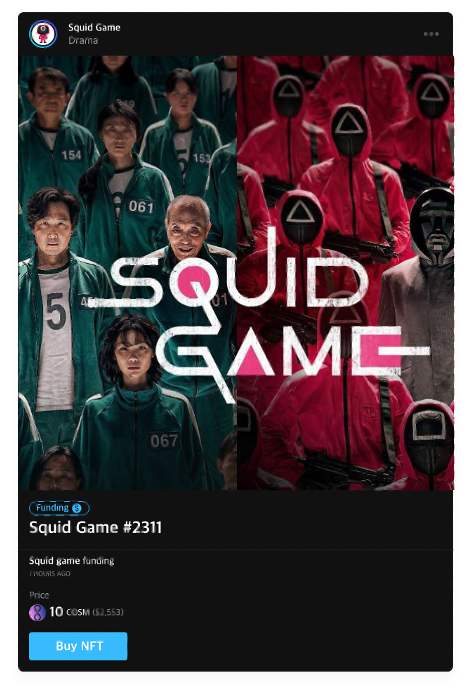 Squid Game
Drama
154
153
061
5
01
SQUID
GAME
067
Funding $
Squid Game #2311
Squid game funding
7 HOURS AGO
Price
10 COSM ($2,553)
Buy NFT